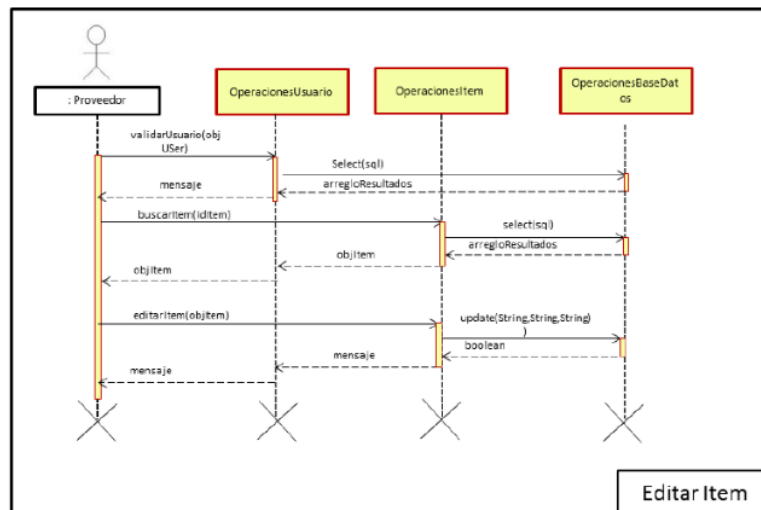 : Proveedor
OperacionesUsuario
OperacionesItem
OperacionesBaseDat
os
validarUsuario(obj
USer)
Select(sql)
arregloResultados
mensaje
buscarItem(idItem)
select(sql)
arregloResultados
objItem
objItem
editarItem(objItem)
update(String,String,String)
)
boolean
mensaje
mensaje
Editar Item